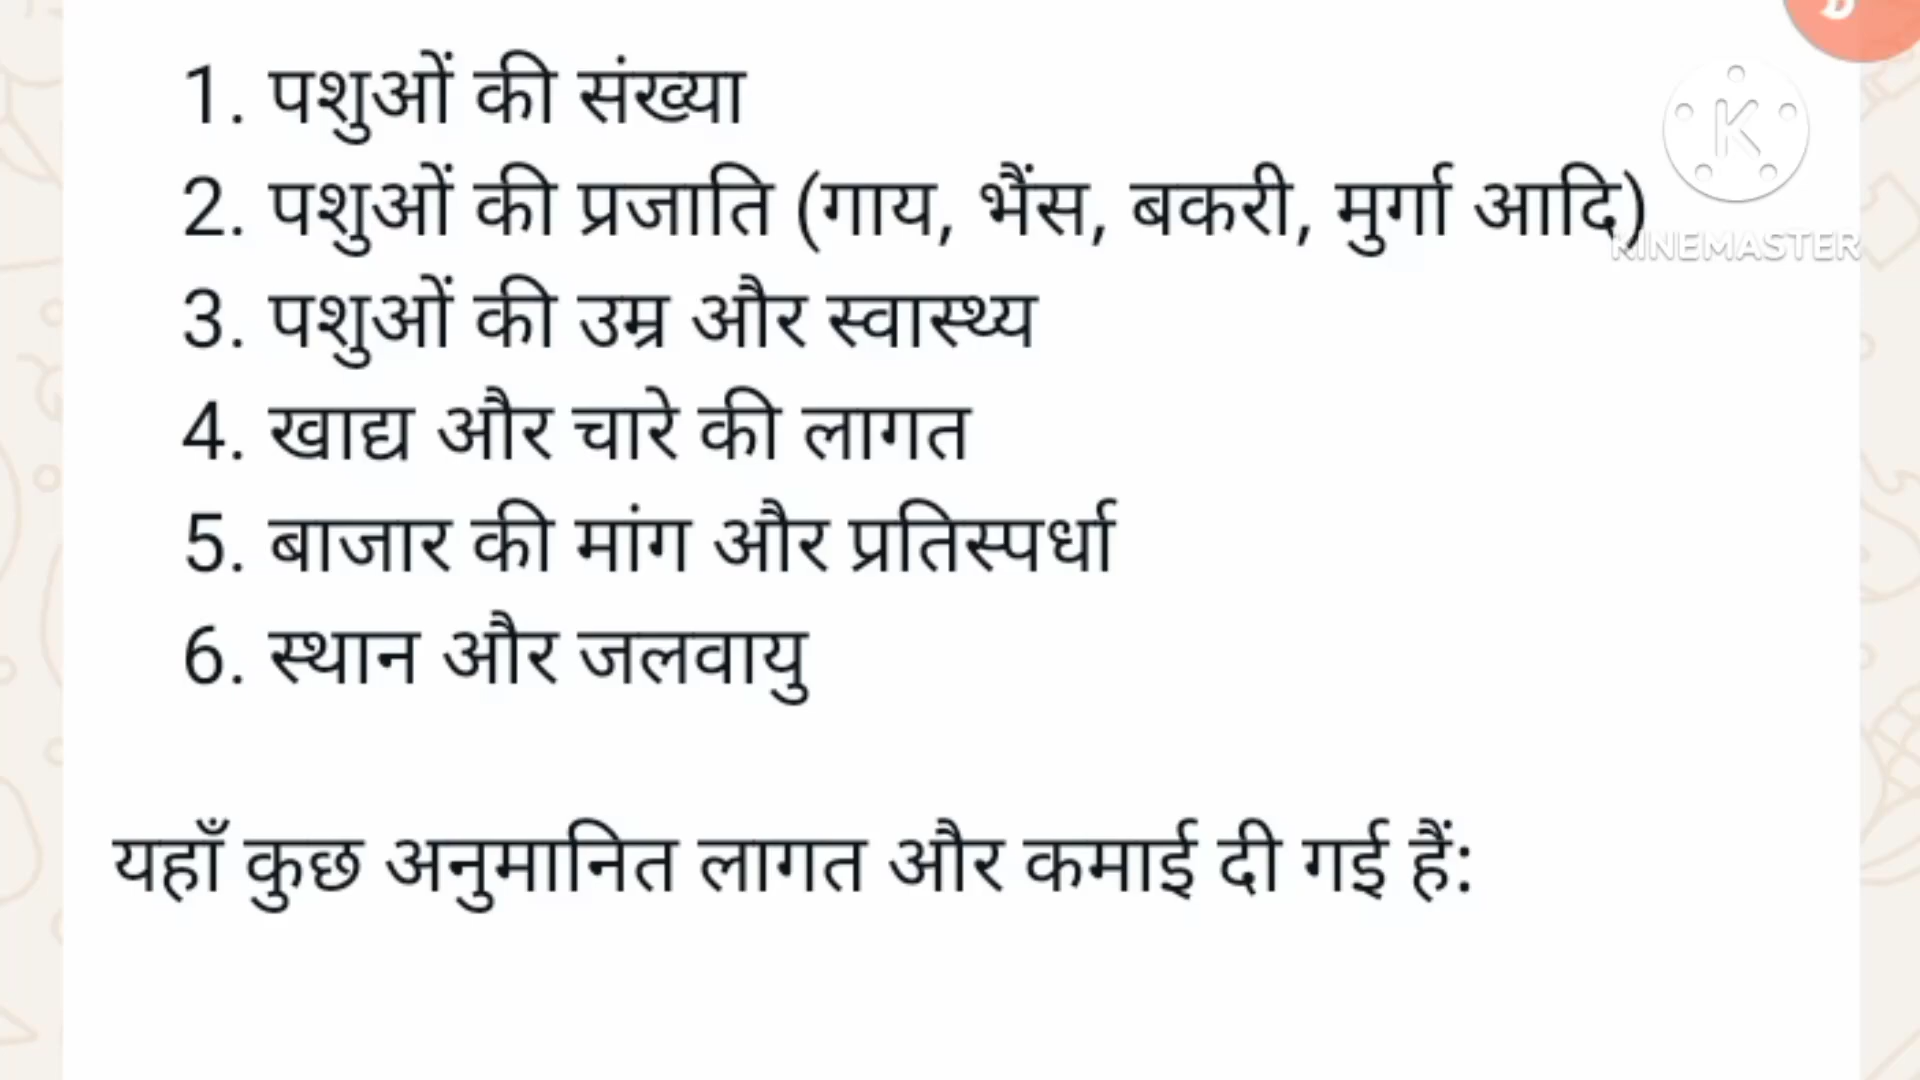 1. पशुओं की संख्या
2. पशुओं की प्रजाति (गाय, भैंस, बकरी, मुर्गा आदि)
3. पशुओं की उम्र और स्वास्थ्य
4. खाद्य और चारे की लागत
5. बाजार की मांग और प्रतिस्पर्धा
6. स्थान और जलवायु
यहाँ कुछ अनुमानित लागत और कमाई दी गई हैं:
K
KINEMASTER